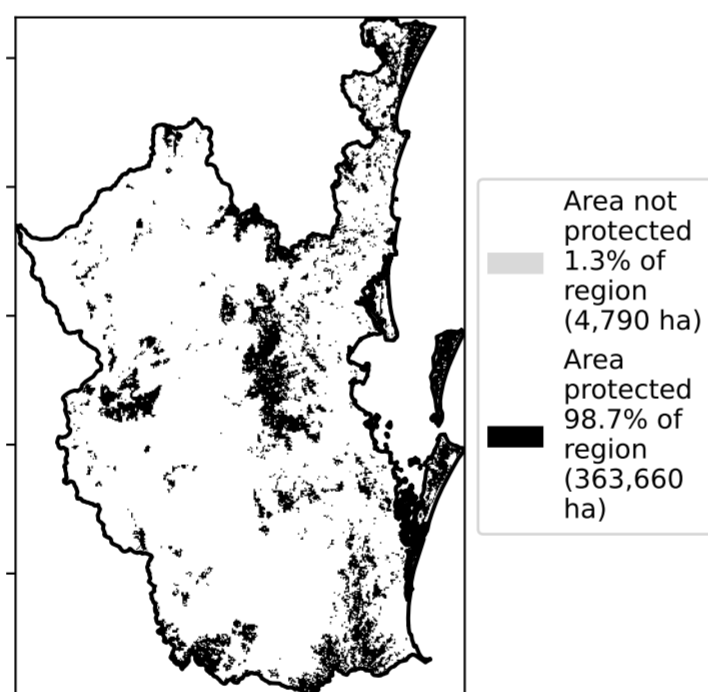 Area not
protected
1.3% of
region
(4,790 ha)
Area
protected
98.7% of
region
(363,660
ha)